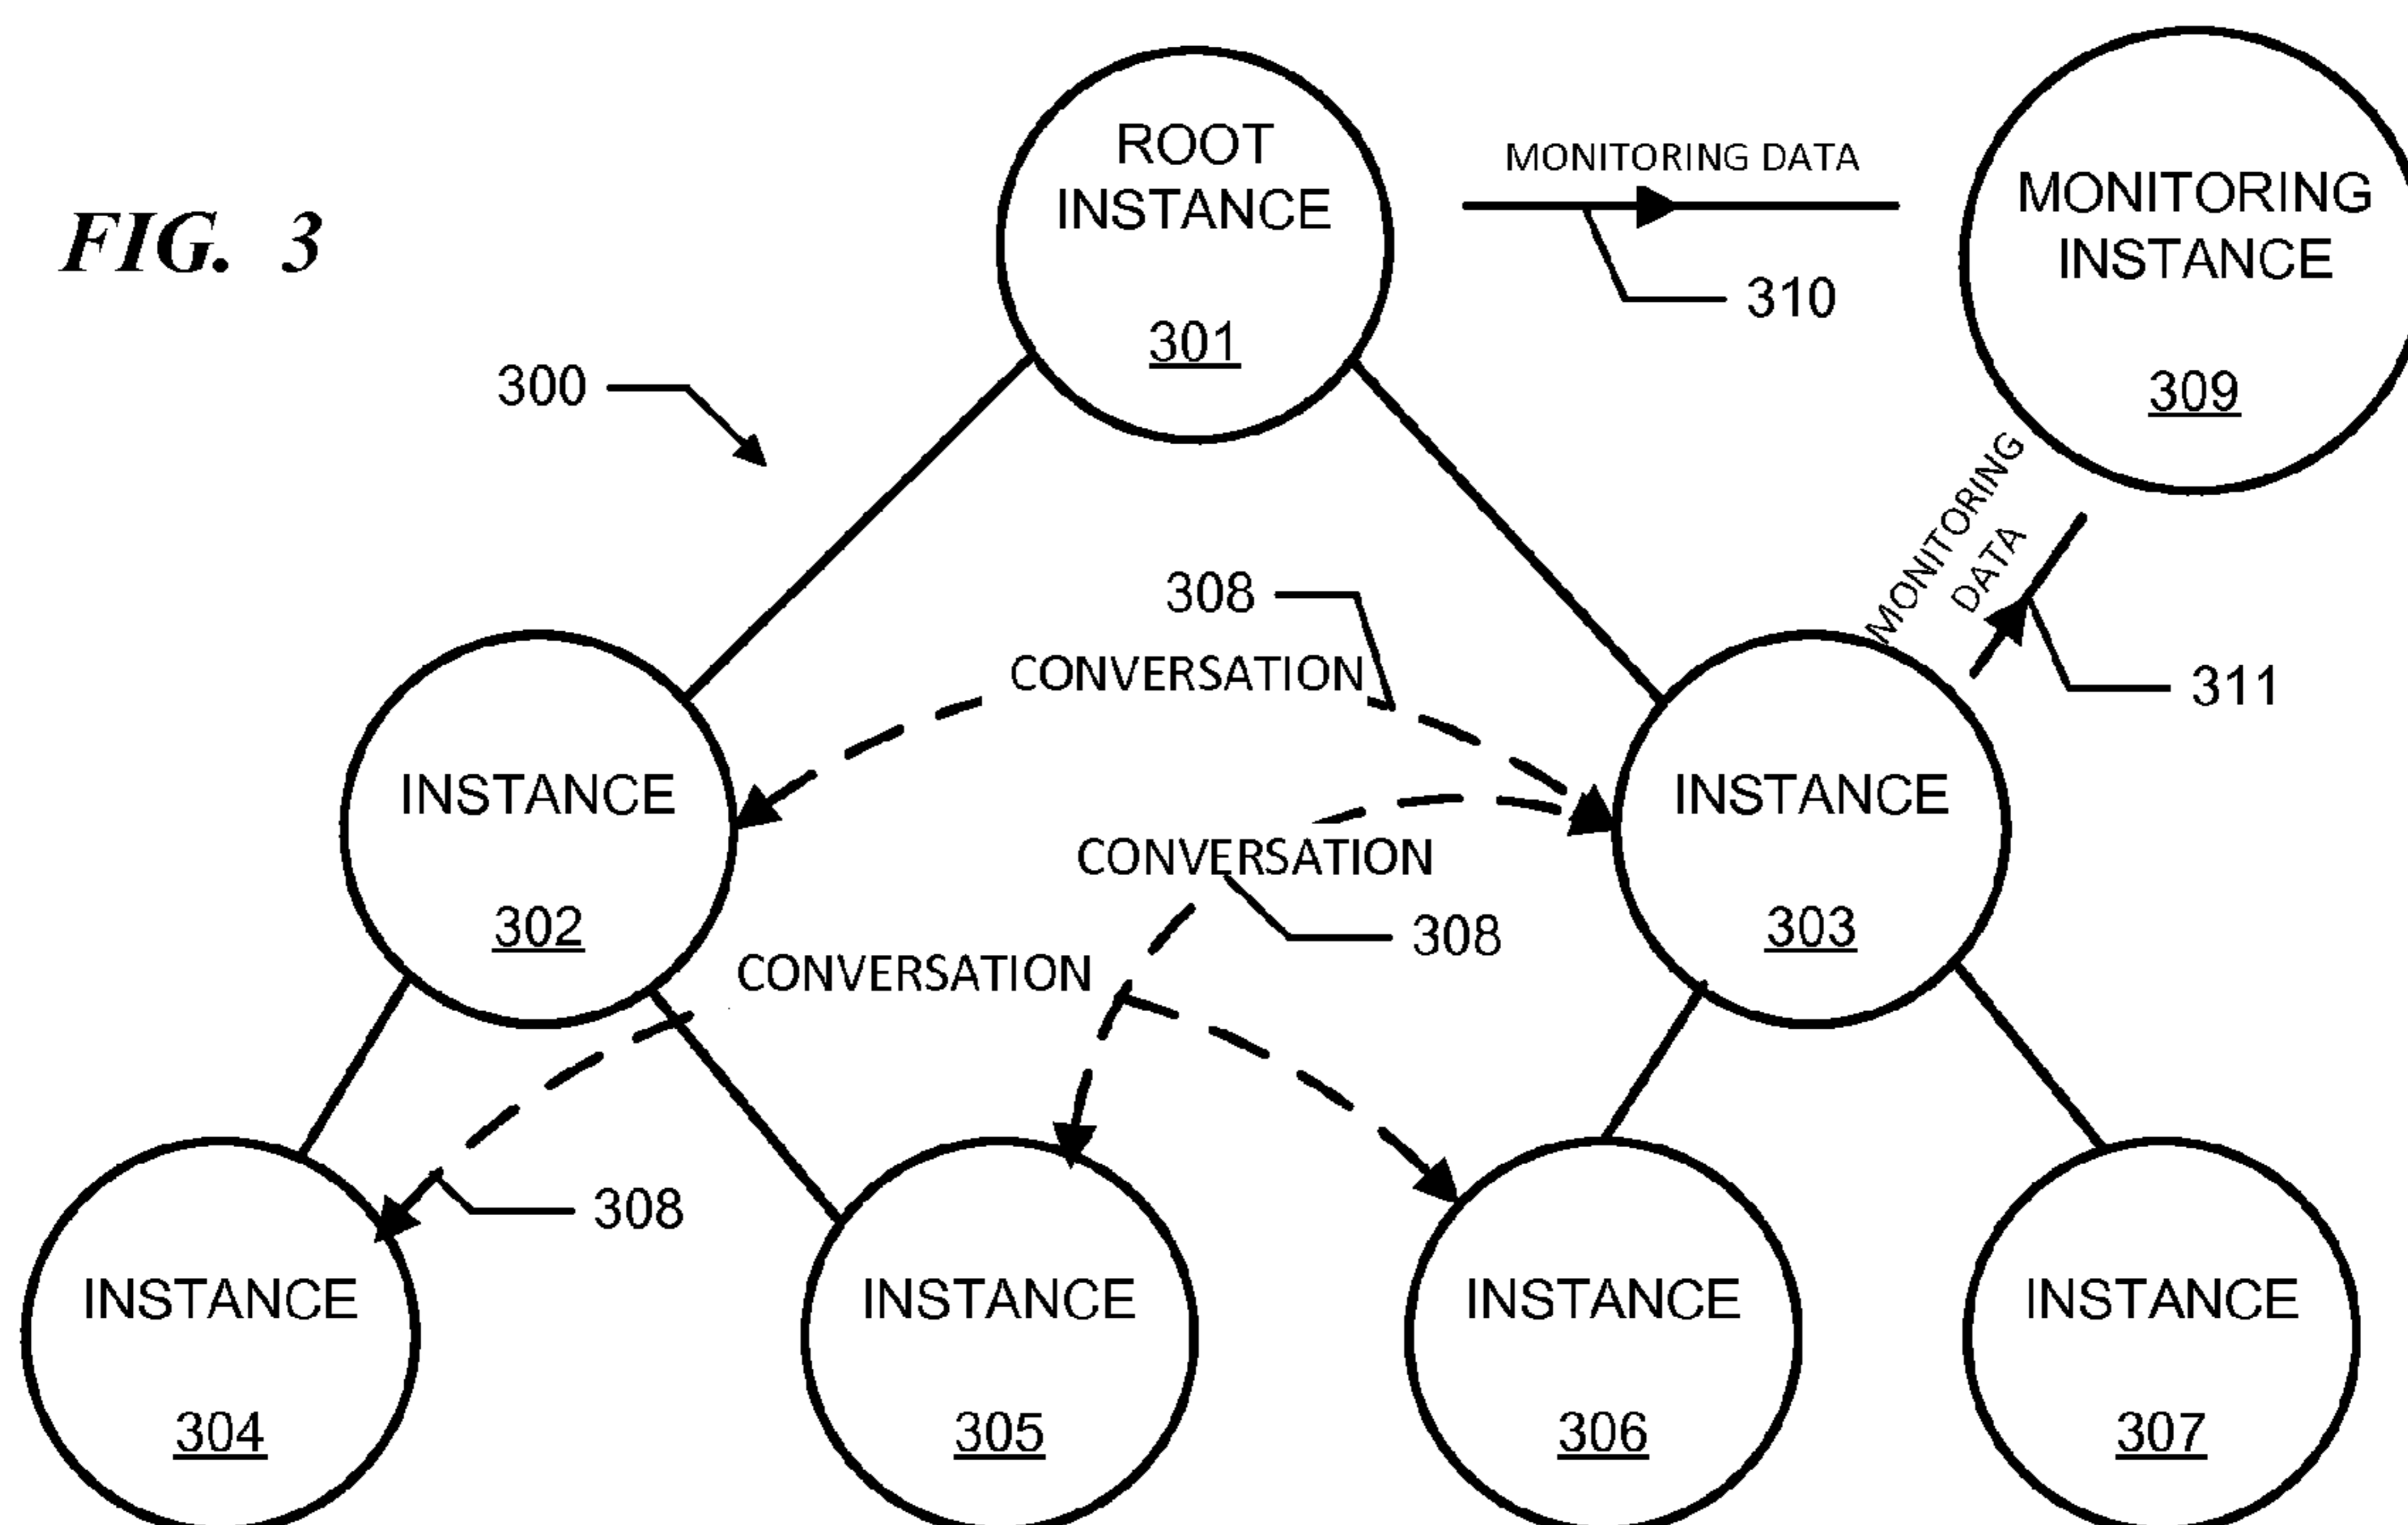 FIG. 3
ROOT
INSTANCE
301
MONITORING DATA
310
MONITORING
INSTANCE
309
300
MONITORING
DATA
311
308
CONVERSATION
INSTANCE
302
INSTANCE
303
CONVERSATION
308
CONVERSATION
308
INSTANCE
304
INSTANCE
305
INSTANCE
306
INSTANCE
307